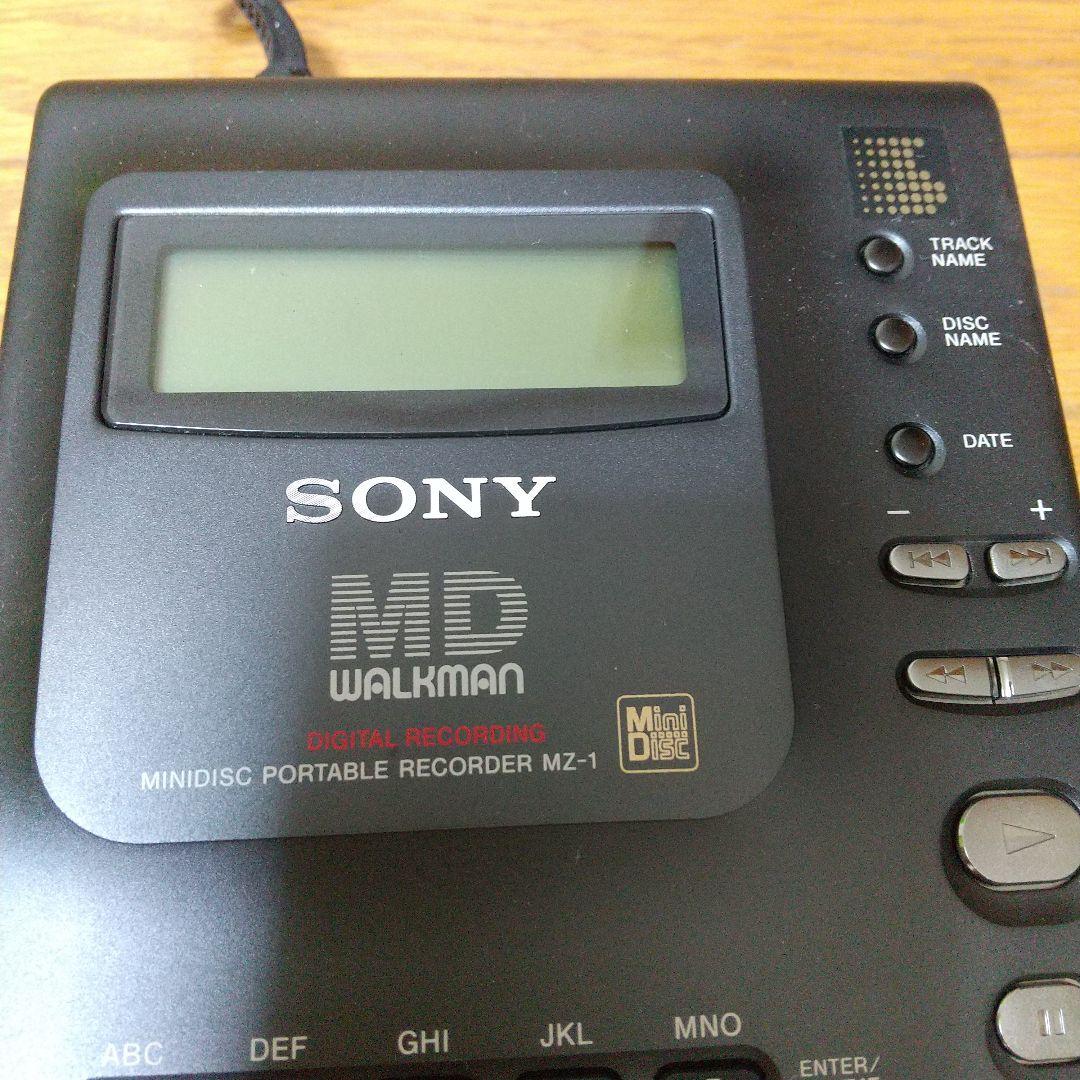 TRACK
NAME
DISC
NAME
DATE
- +
SONY
MD
WALKMAN
DIGITAL RECORDING
MINIDISC PORTABLE RECORDER MZ-1
Mini
Disc
ABC DEF GHI JKL MNO
ENTER/